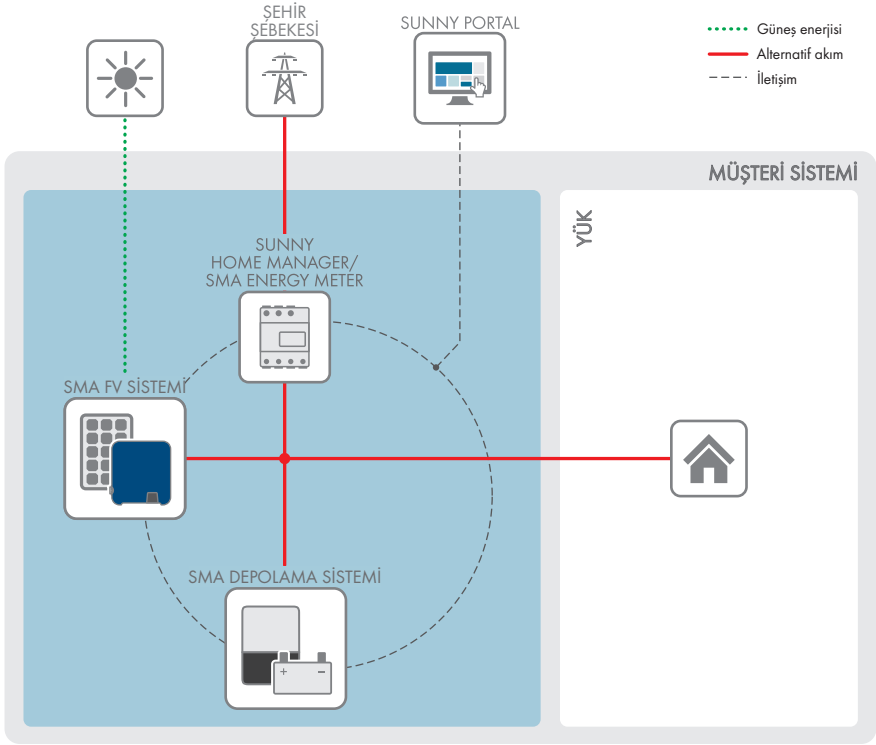 ŞEHİR
ŞEBEKESİ
SUNNY PORTAL
Güneş enerjisi
Alternatif akım
İletişim
MÜŞTERİ SİSTEMİ
YÜK
SUNNY
HOME MANAGER/
SMA ENERGY METER
SMA FV SİSTEMİ
SMA DEPOLAMA SİSTEMİ
+ −